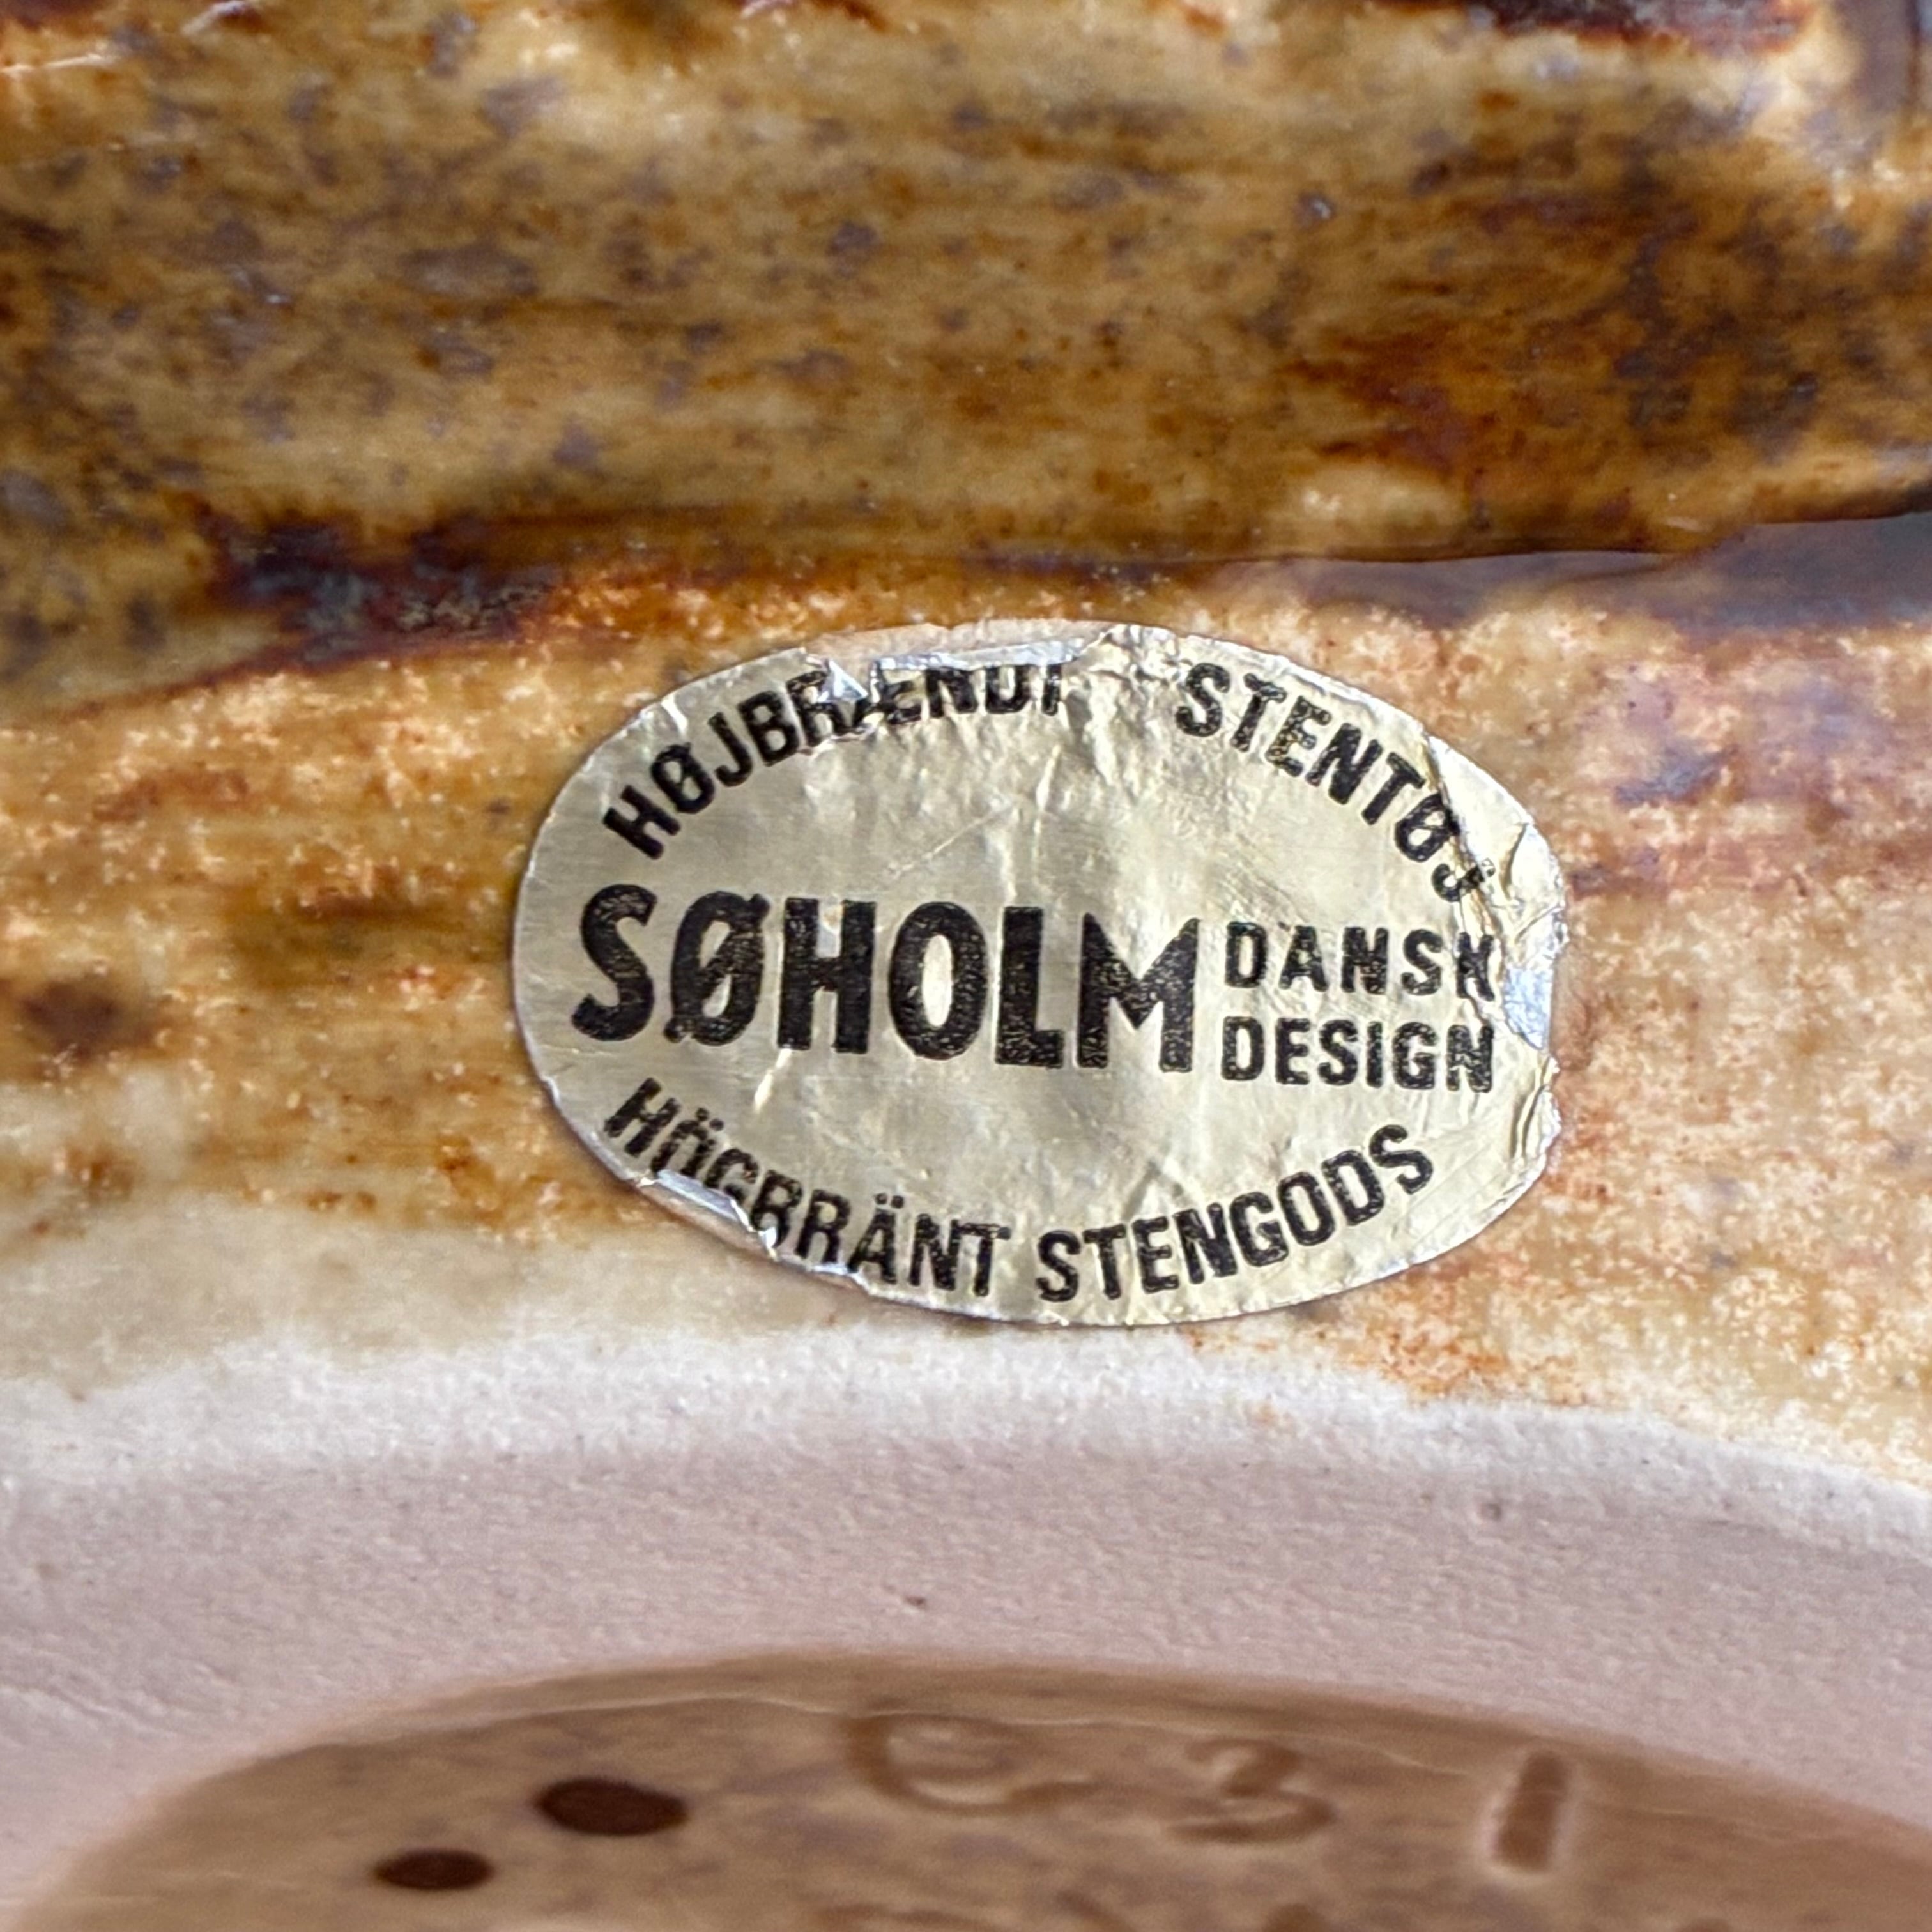 HØJBRÆNDT STENTØJ
SØHOLM DANSK DESIGN
HÖGBRÄNT STENGODS